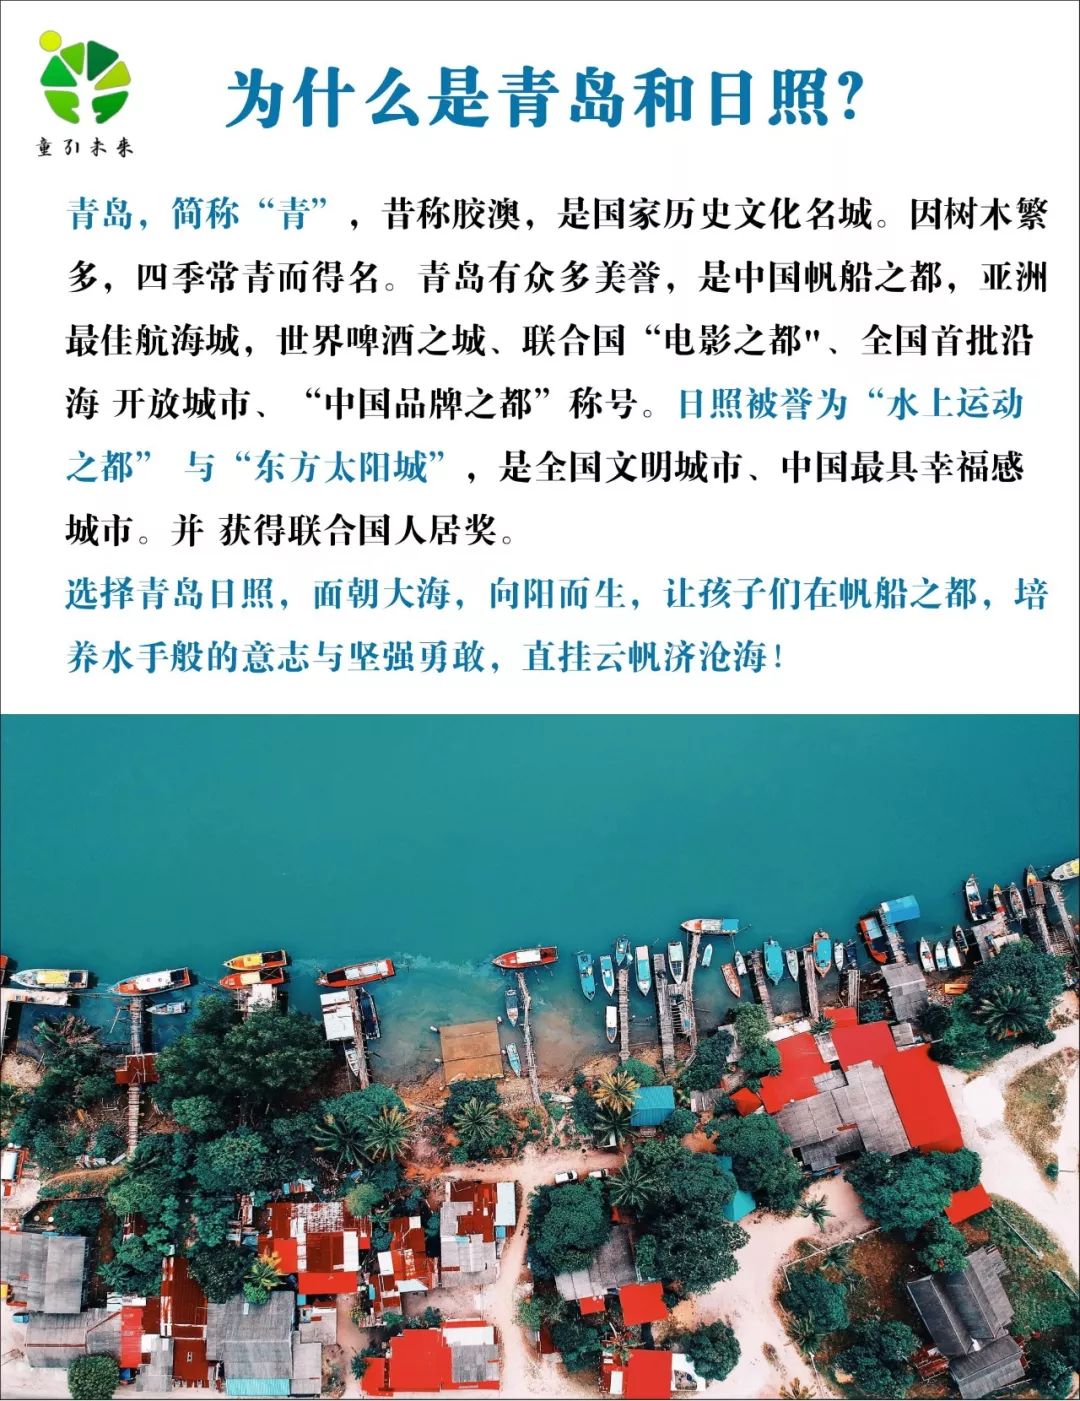 童引未来
为什么是青岛和日照？
青岛，简称“青”，昔称胶澳，是国家历史文化名城。因树木繁
多，四季常青而得名。青岛有众多美誉，是中国帆船之都，亚洲
最佳航海城，世界啤酒之城、联合国“电影之都"、全国首批沿
海 开放城市、“中国品牌之都”称号。日照被誉为“水上运动
之都” 与“东方太阳城”，是全国文明城市、中国最具幸福感
城市。并 获得联合国人居奖。
选择青岛日照，面朝大海，向阳而生，让孩子们在帆船之都，培
养水手般的意志与坚强勇敢，直挂云帆济沧海！